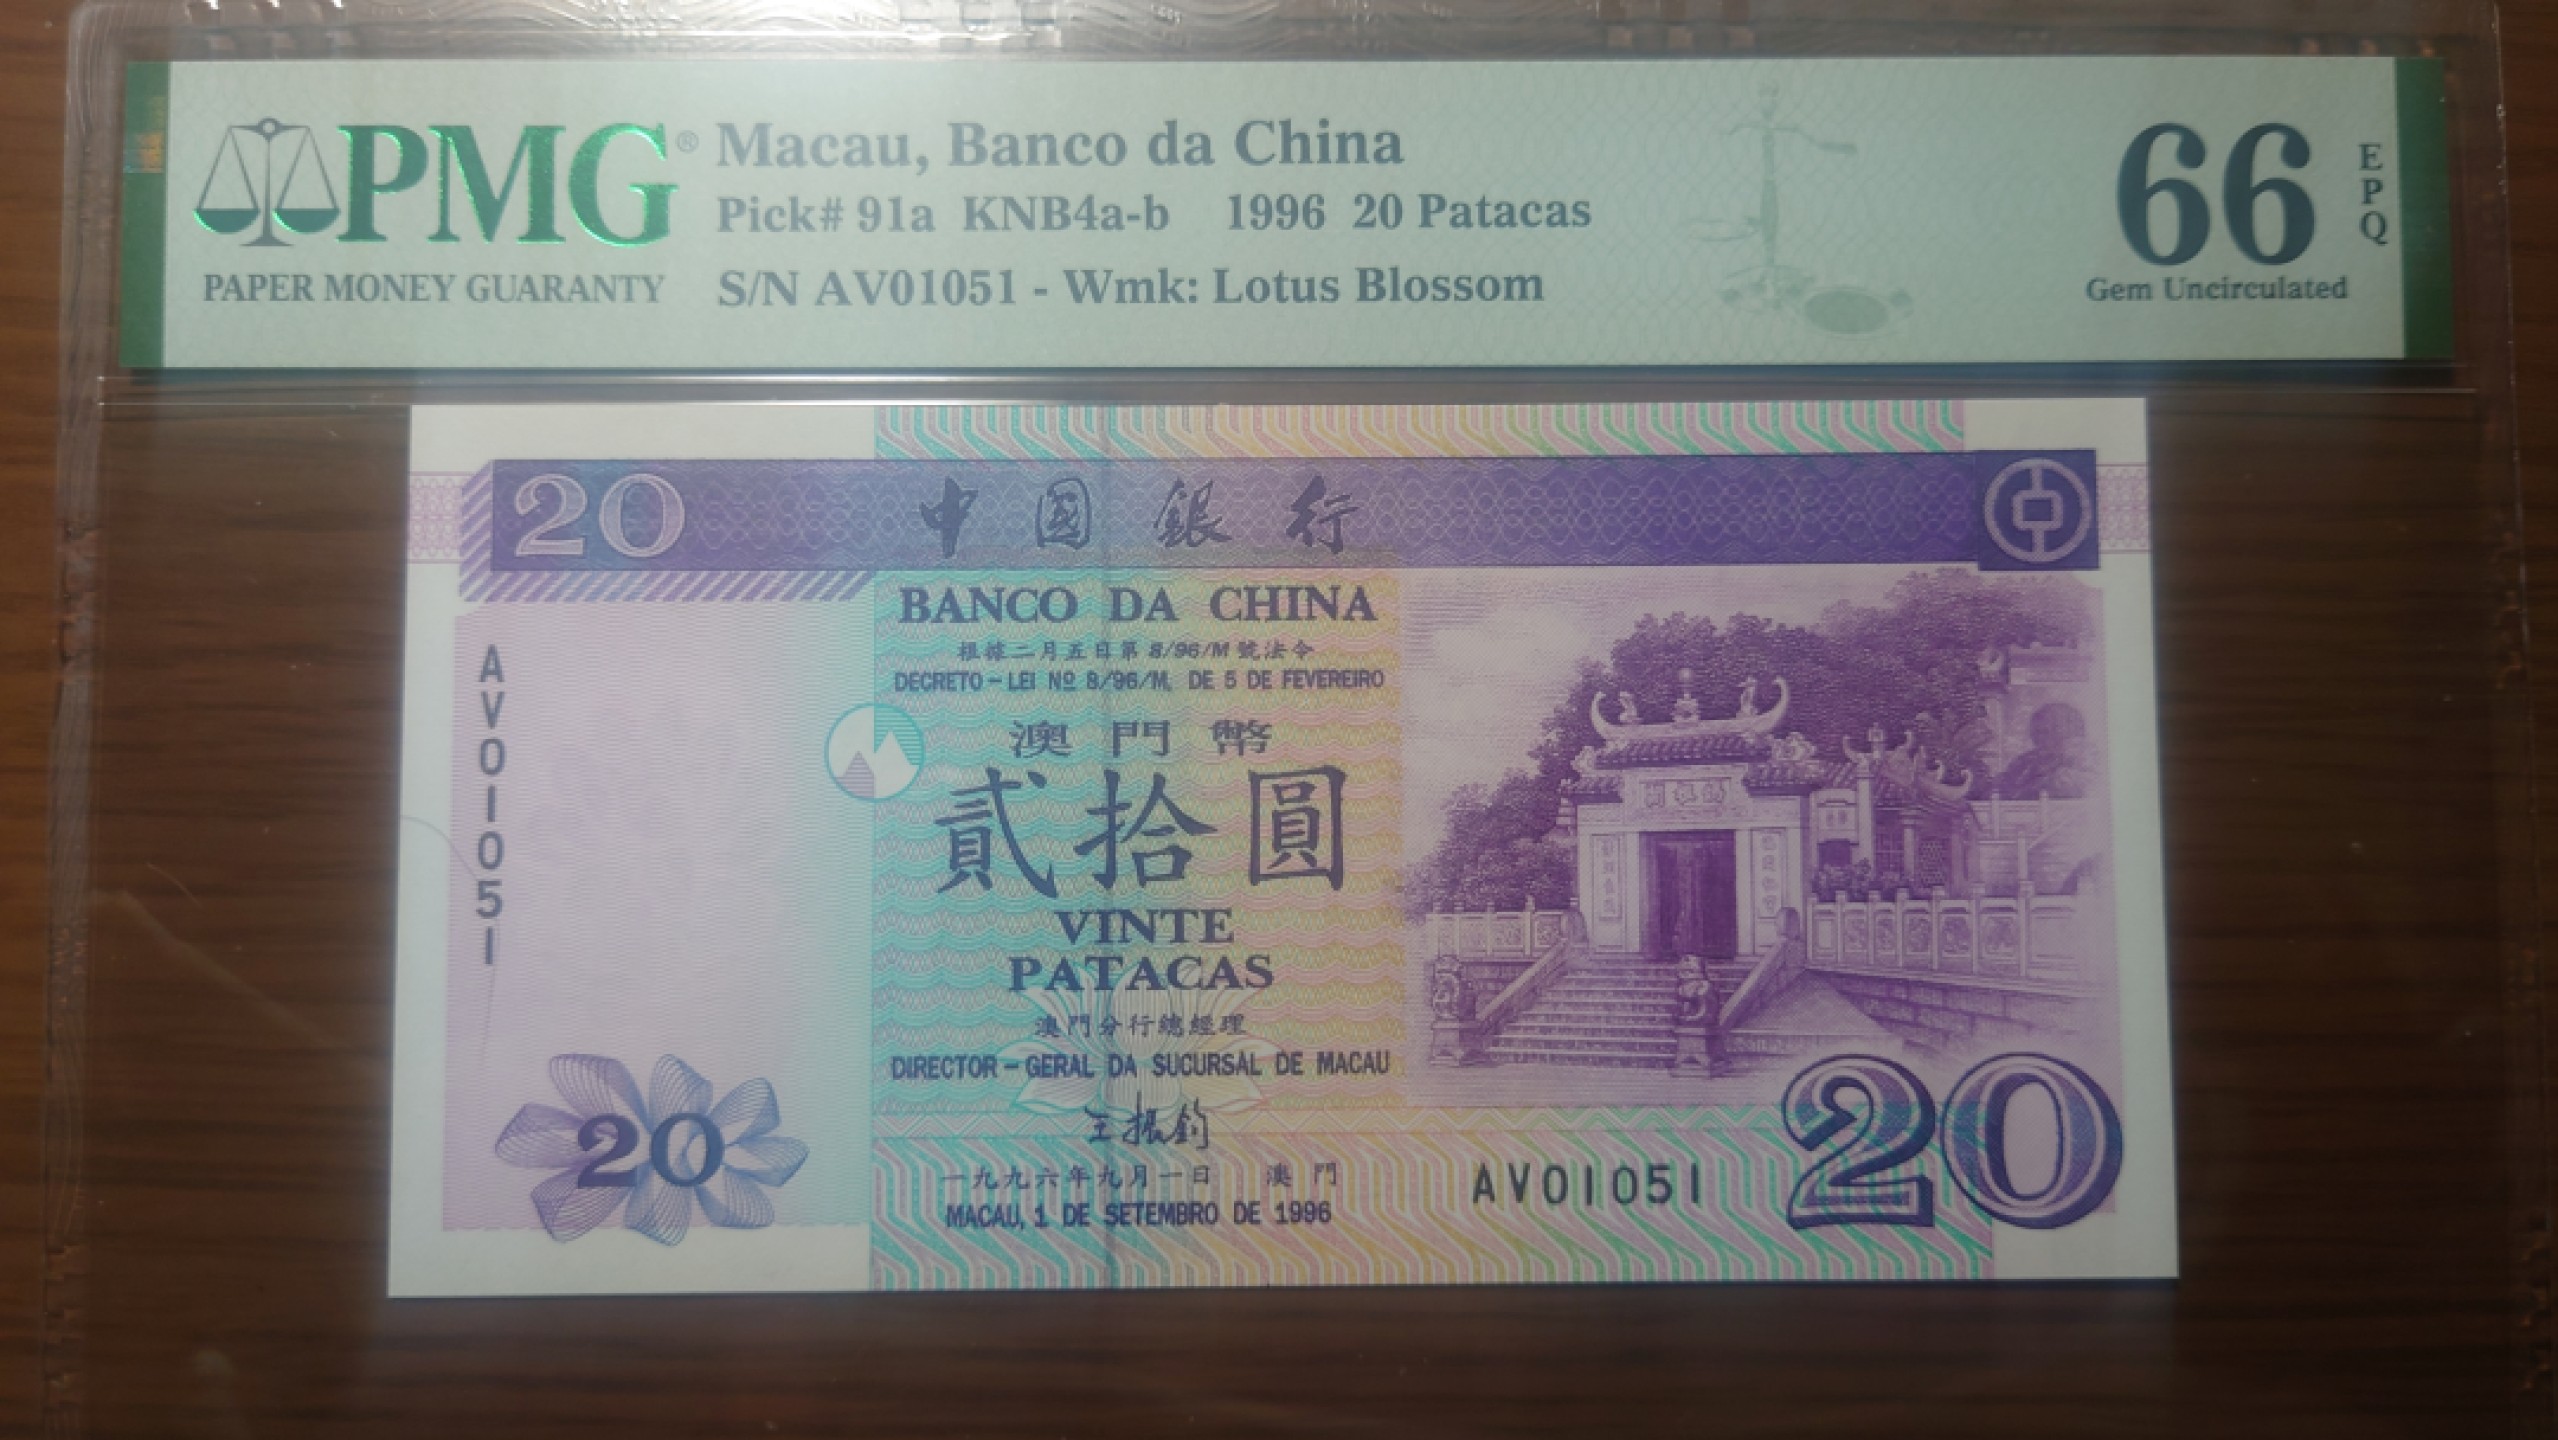 PMG®
PAPER MONEY GUARANTY
Macau, Banco da China
Pick# 91a KNB4a-b 1996 20 Patacas
S/N AV01051 - Wmk: Lotus Blossom
66
EPQ
Gem Uncirculated
20
中國銀行
BANCO DA CHINA
根據二月五日第 8/96/M 號法令
DECRETO-LEI Nº 8/96/M, DE 5 DE FEVEREIRO
AV01051
澳門幣
貳拾圓
VINTE
PATACAS
澳門分行總經理
DIRECTOR-GERAL DA SUCURSAL DE MACAU
王振鈞
20
一九九六年九月一日 澳門
MACAU, 1 DE SETEMBRO DE 1996
AV01051
20